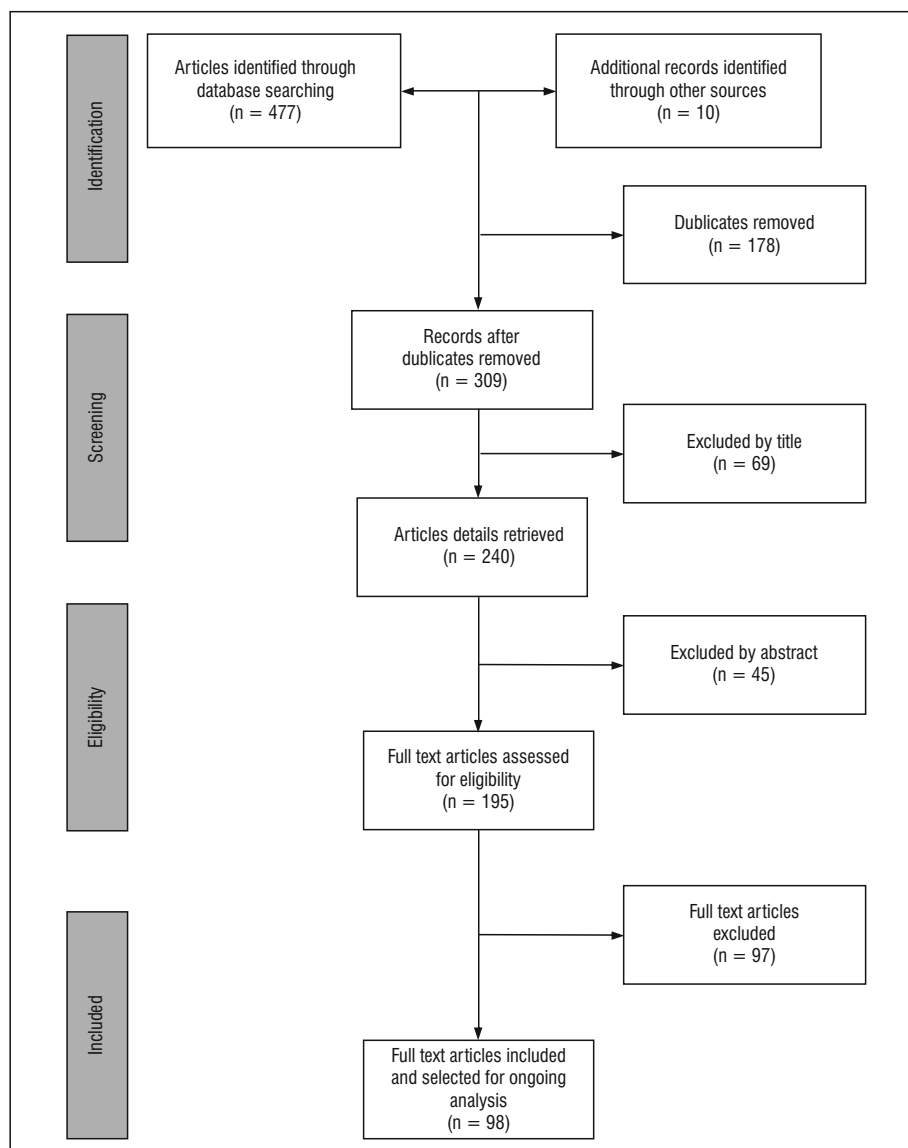 Identification
Articles identified through
database searching
(n = 477)
Additional records identified
through other sources
(n = 10)
Dublicates removed
(n = 178)
Screening
Records after
dublicates removed
(n = 309)
Excluded by title
(n = 69)
Articles details retrieved
(n = 240)
Eligibility
Excluded by abstract
(n = 45)
Full text articles assessed
for eligibility
(n = 195)
Included
Full text articles
excluded
(n = 97)
Full text articles included
and selected for ongoing
analysis
(n = 98)